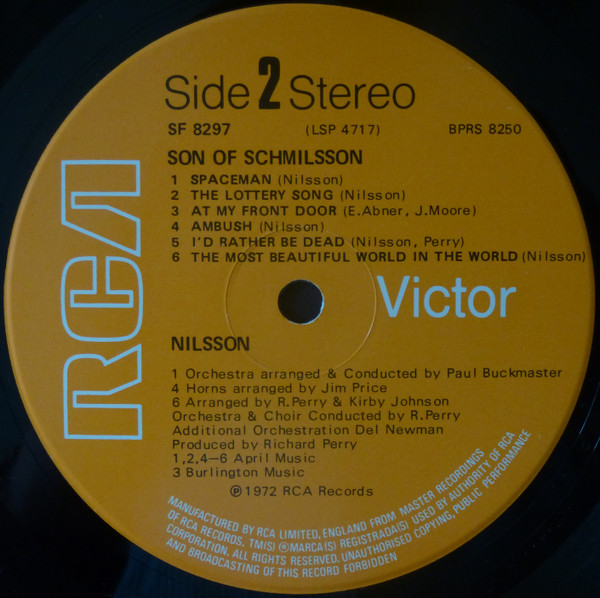 Side 2 Stereo
SF 8297 (LSP 4717) BPRS 8250
SON OF SCHMILSSON
1 SPACEMAN (Nilsson)
2 THE LOTTERY SONG (Nilsson)
3 AT MY FRONT DOOR (E.Abner, J.Moore)
4 AMBUSH (Nilsson)
5 I'D RATHER BE DEAD (Nilsson, Perry)
6 THE MOST BEAUTIFUL WORLD IN THE WORLD (Nilsson)
RCA
Victor
NILSSON
1 Orchestra arranged & Conducted by Paul Buckmaster
4 Horns arranged by Jim Price
6 Arranged by R.Perry & Kirby Johnson
Orchestra & Choir Conducted by R.Perry
Additional Orchestration Del Newman
Produced by Richard Perry
1,2,4–6 April Music
3 Burlington Music
℗1972 RCA Records
MANUFACTURED BY RCA LIMITED, ENGLAND FROM MASTER RECORDINGS
OF RCA RECORDS, TM(S) ® MARCA(S) REGISTRADA(S) USED BY AUTHORITY OF RCA
CORPORATION. ALL RIGHTS RESERVED. UNAUTHORISED COPYING, PUBLIC PERFORMANCE
AND BROADCASTING OF THIS RECORD FORBIDDEN